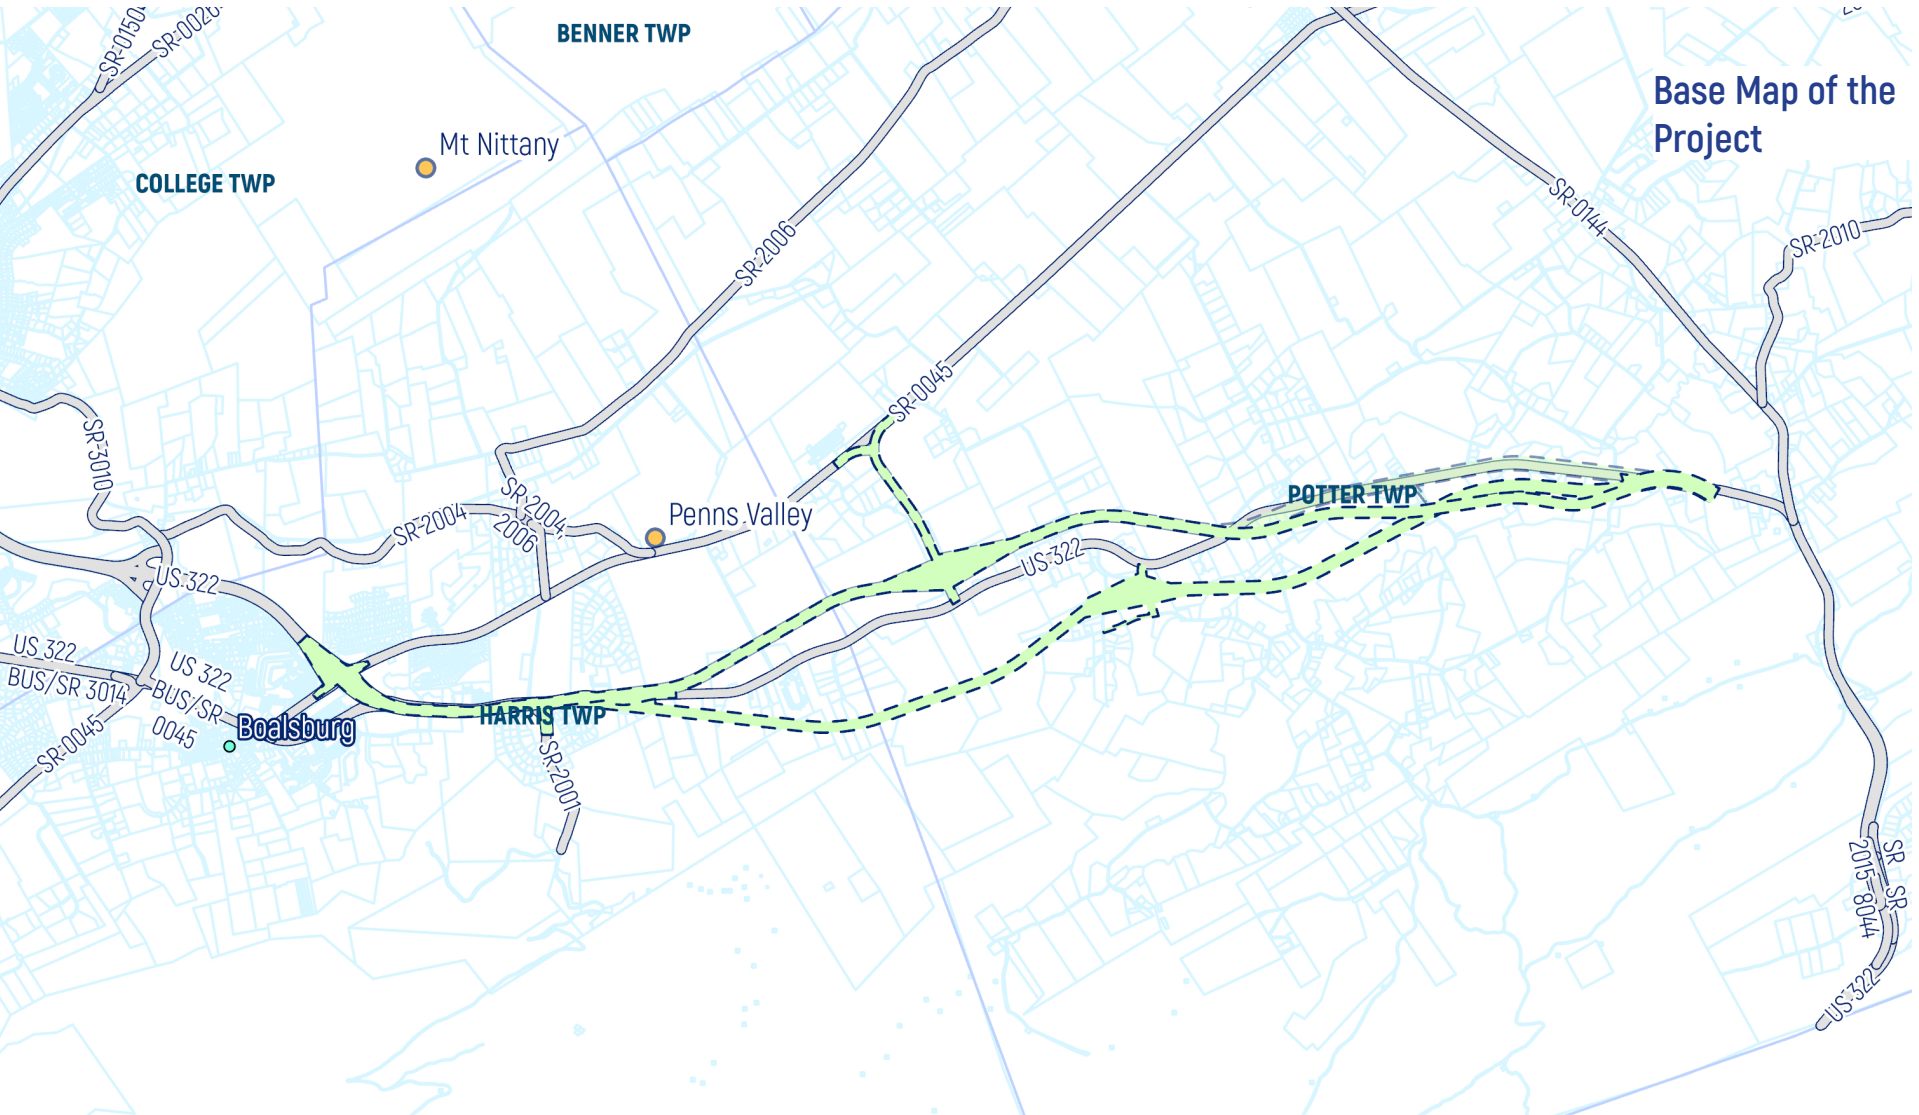 BENNER TWP
SR-0150
SR-0026
Base Map of the
Project
Mt Nittany
COLLEGE TWP
SR-0144
SR-2010
SR-2006
SR-0045
SR-3010
SR-2004
SR-2004,
2006
Penns Valley
POTTER TWP
US 322
US 322
US 322
BUS/SR 3014
US 322
BUS/SR
0045
HARRIS TWP
Boalsburg
SR-0045
SR-2001
SR
2015
SR
8044
US 322